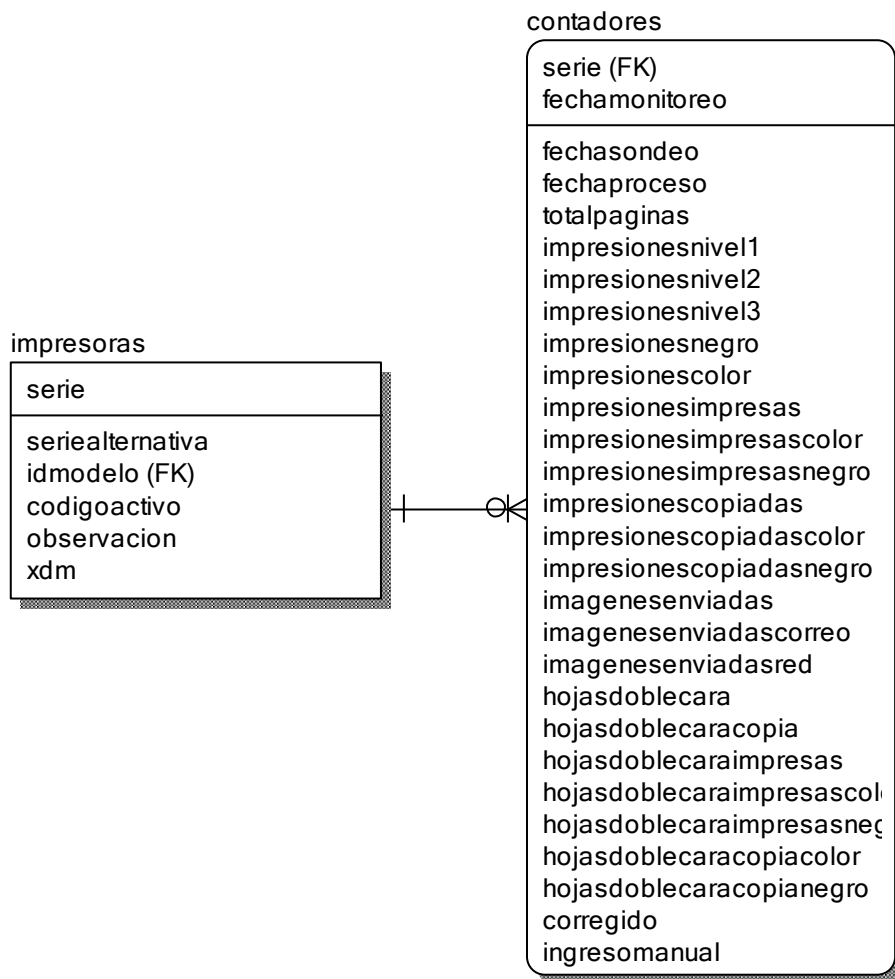 contadores
serie (FK)
fechamonitoreo
fechasondeo
fechaproceso
totalpaginas
impresionesnivel1
impresionesnivel2
impresionesnivel3
impresionesnegro
impresionescolor
impresionesimpresas
impresionesimpresascolor
impresionesimpresasnegro
impresionescopiadas
impresionescopiadascolor
impresionescopiadasnegro
imagenesenviadas
imagenesenviadascorreo
imagenesenviadasred
hojasdoblecara
hojasdoblecaracopia
hojasdoblecaraimpresas
hojasdoblecaracopiacolor
hojasdoblecaracopianegro
corregido
ingresomanual
impresoras
serie
seriealternativa
idmodelo (FK)
codigoactivo
observacion
xdm